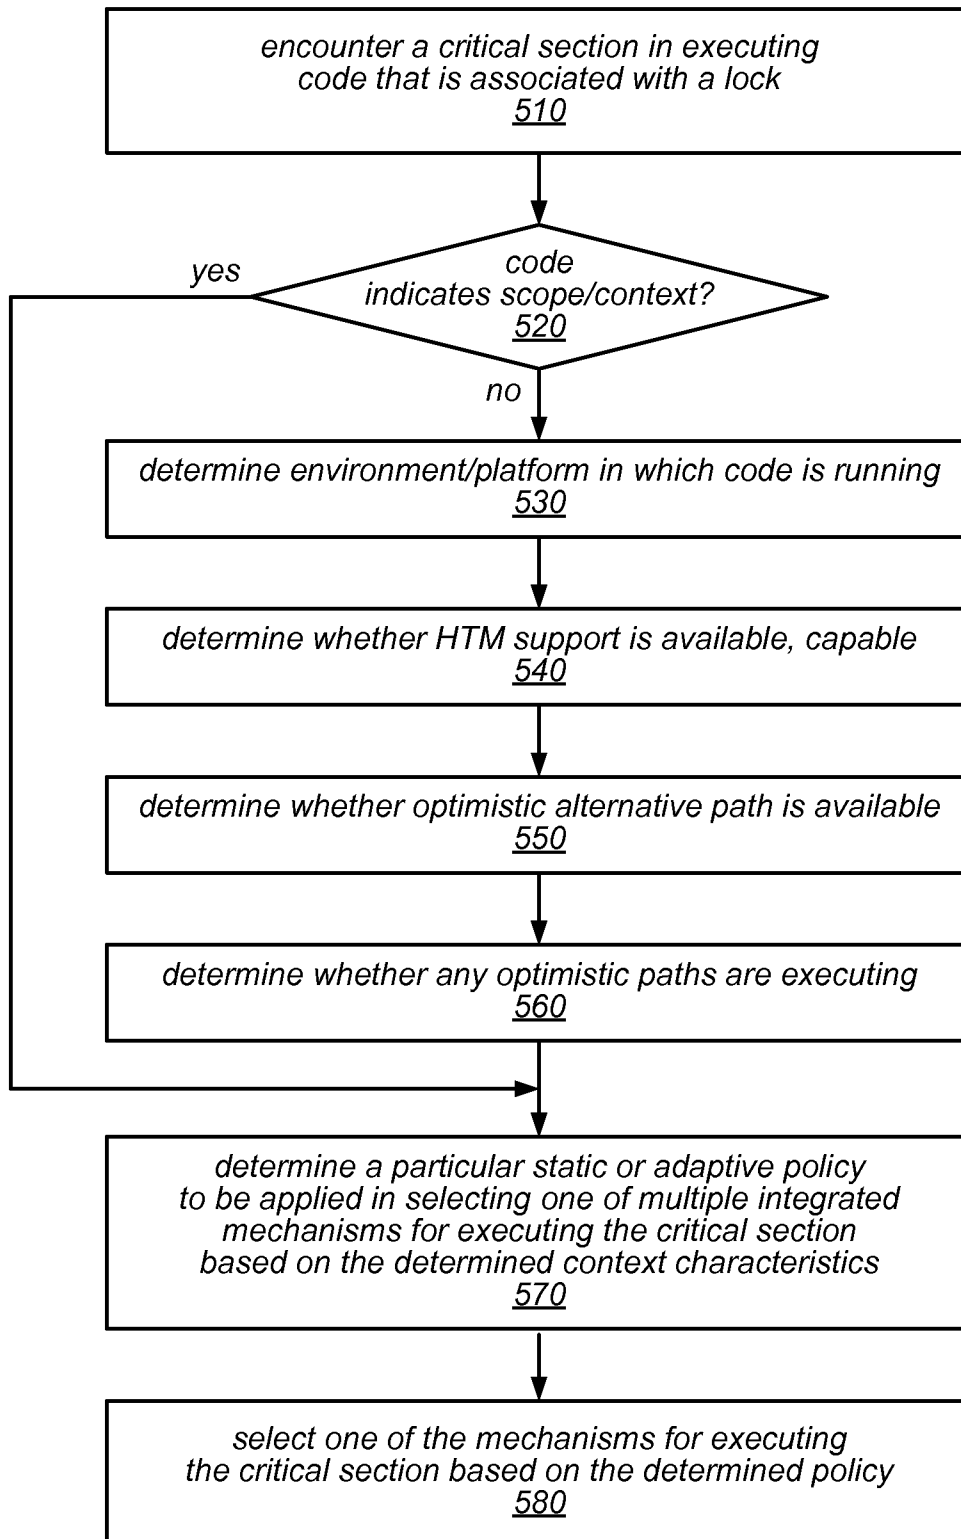 encounter a critical section in executing
code that is associated with a lock
510
yes
code
indicates scope/context?
520
no
determine environment/platform in which code is running
530
determine whether HTM support is available, capable
540
determine whether optimistic alternative path is available
550
determine whether any optimistic paths are executing
560
determine a particular static or adaptive policy
to be applied in selecting one of multiple integrated
mechanisms for executing the critical section
based on the determined context characteristics
570
select one of the mechanisms for executing
the critical section based on the determined policy
580